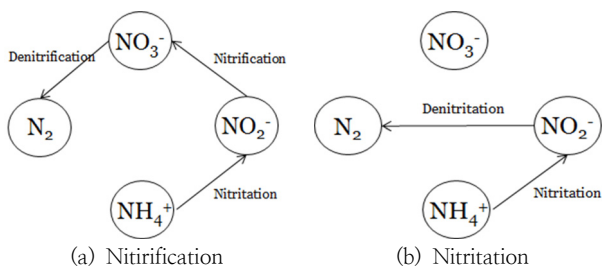 NO3-
Denitrification
Nitrification
N2
NO2-
Nitritation
NH4+
(a) Nitirification
NO3-
Denitritation
N2
NO2-
Nitritation
NH4+
(b) Nitritation